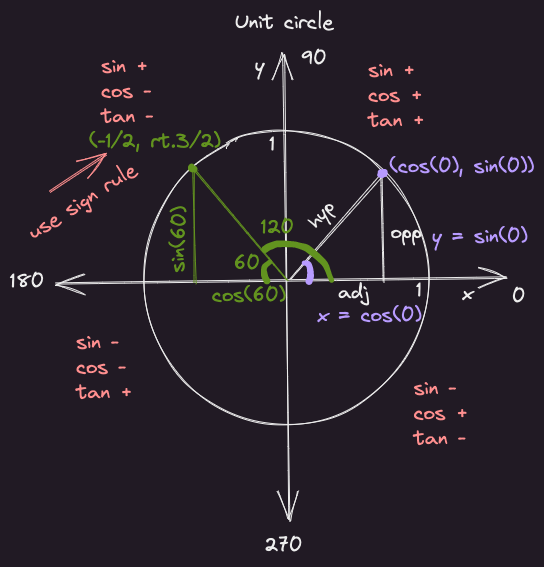 Unit circle
y
90
sin +
cos -
tan -
sin +
cos +
tan +
(-1/2, rt.3/2)
1
(cos(0), sin(0))
use sign rule
hyp
sin(60)
120
opp
y = sin(0)
60
180
cos(60)
adj
1
x
0
x = cos(0)
sin -
cos -
tan +
sin -
cos +
tan -
270